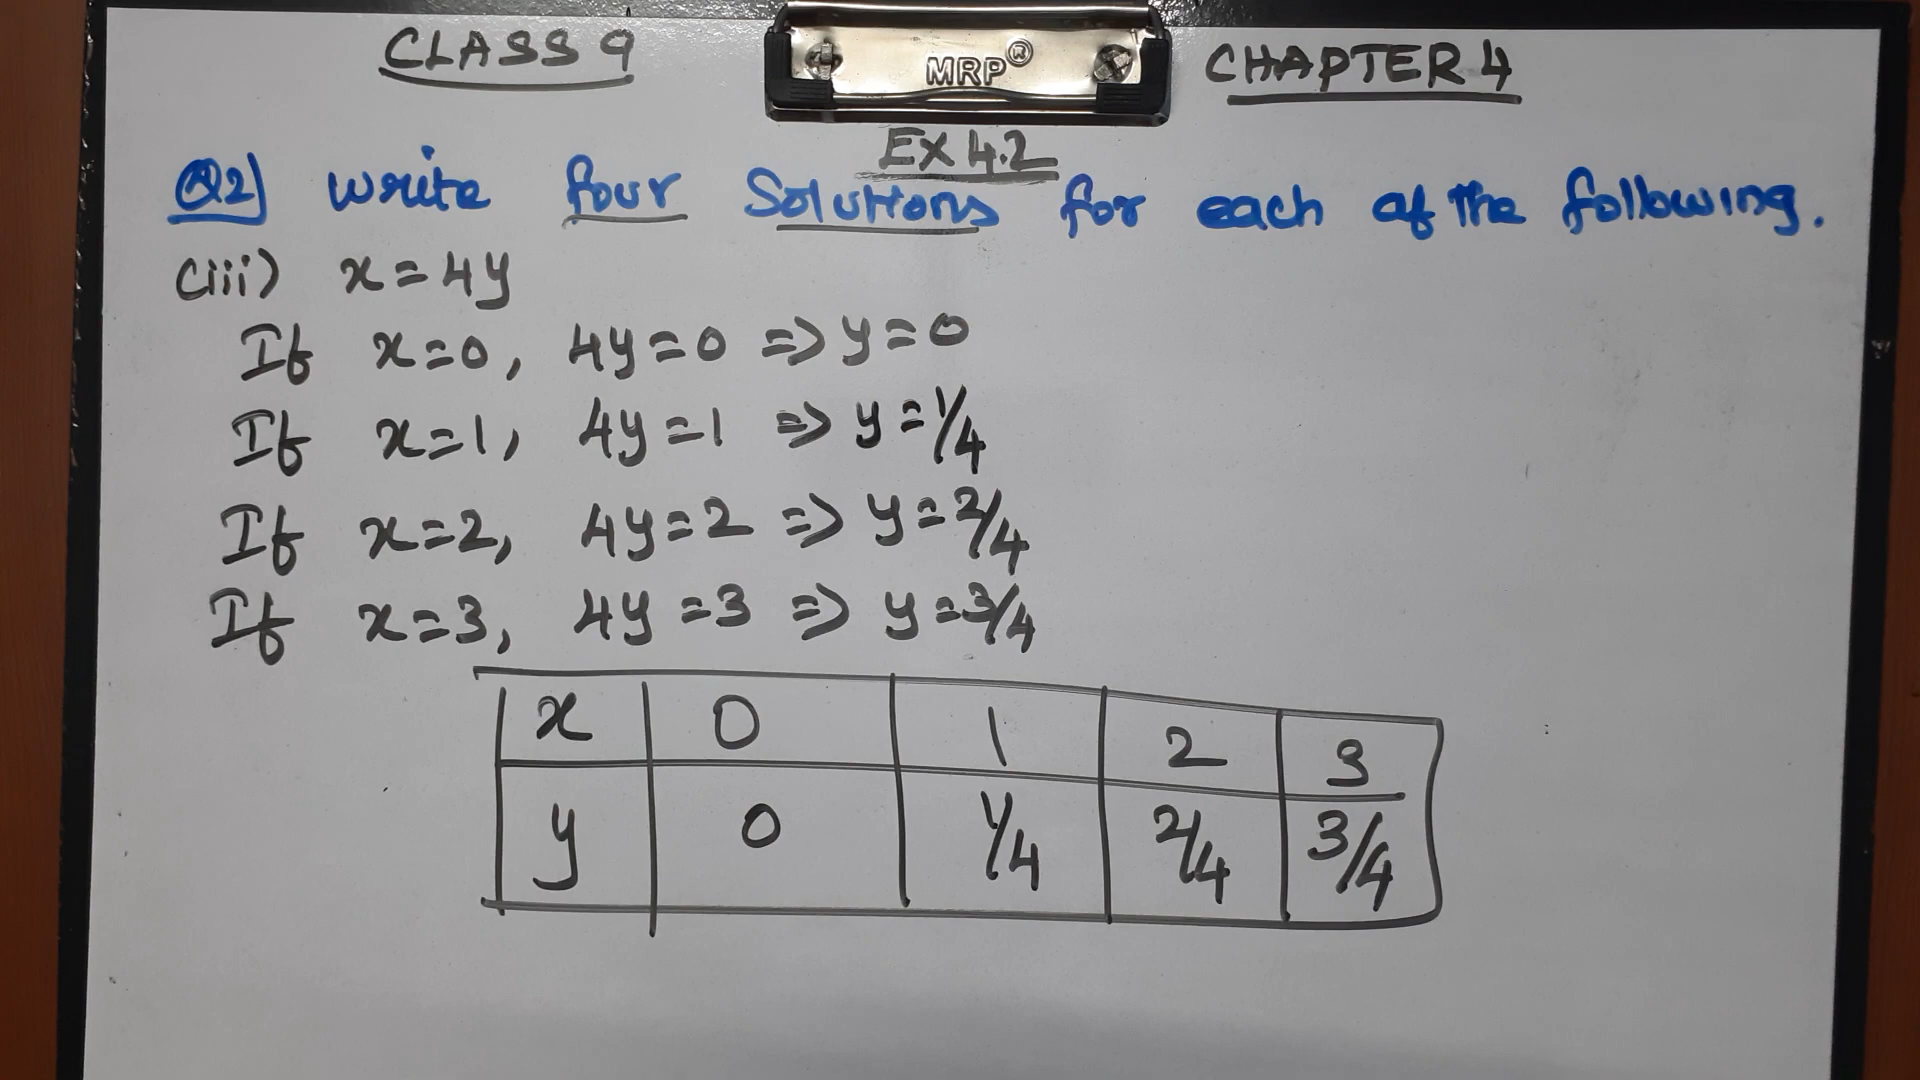 CLASS 9
MRP®
CHAPTER 4
EX 4.2
Q2) Write four Solutions for each of the following.
(iii) x=4y
If x=0, 4y=0 => y=0
If x=1, 4y=1 => y=1/4
If x=2, 4y=2 => y=2/4
If x=3, 4y=3 => y=3/4
x 0 1 2 3
y 0 1/4 2/4 3/4